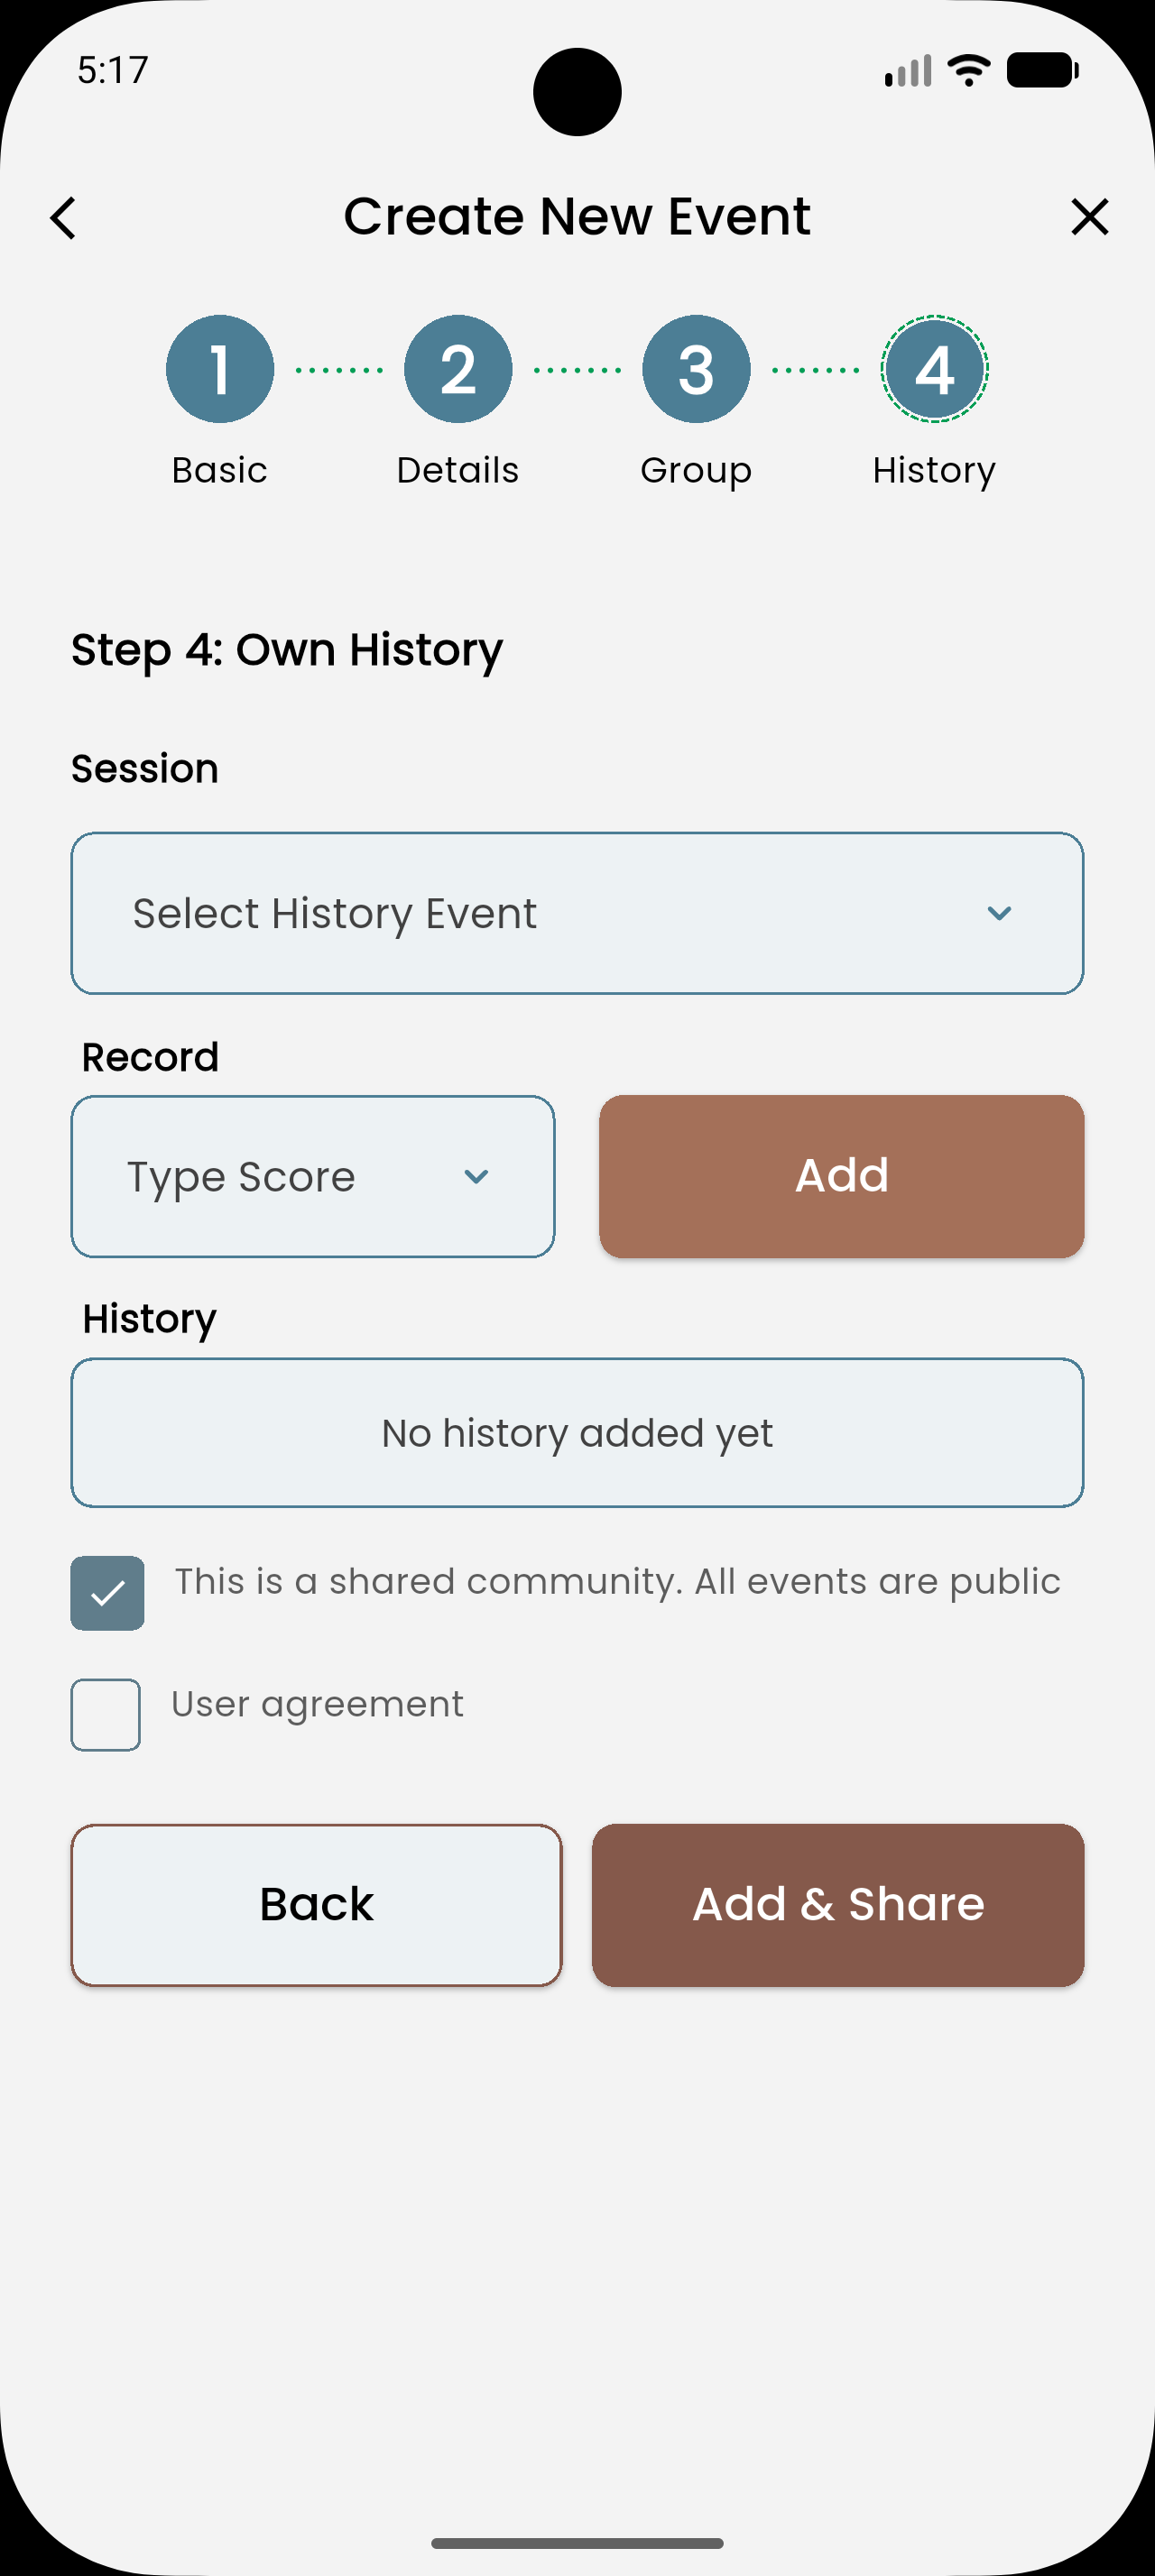 5:17
Create New Event
1 2 3 4
Basic Details Group History
Step 4: Own History
Session
Select History Event
Record
Type Score
Add
History
No history added yet
This is a shared community. All events are public
User agreement
Back
Add & Share